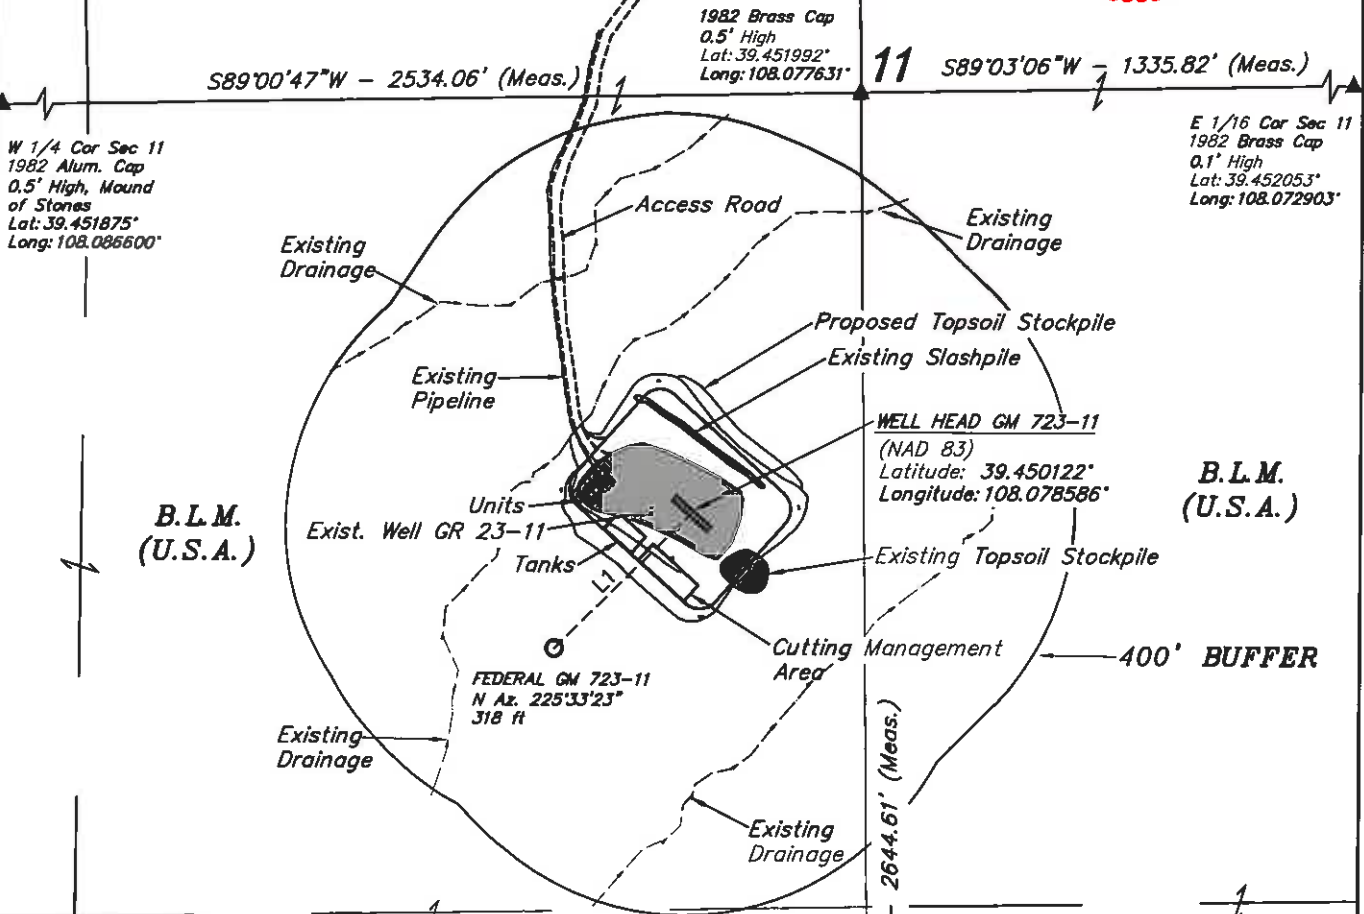 1982 Brass Cap
0.5' High
Lat: 39.451992°
Long: 108.077631°
11
S89°00'47"W - 2534.06' (Meas.)
S89°03'06"W - 1335.82' (Meas.)
W 1/4 Cor Sec 11
1982 Alum. Cap
0.5' High, Mound
of Stones
Lat: 39.451875°
Long: 108.086600°
E 1/16 Cor Sec 11
1982 Brass Cap
0.1' High
Lat: 39.452053°
Long: 108.072903°
Access Road
Existing
Drainage
Existing
Drainage
Proposed Topsoil Stockpile
Existing Slashpile
Existing
Pipeline
WELL HEAD GM 723-11
(NAD 83)
Latitude: 39.450122°
Longitude: 108.078586°
B.L.M.
(U.S.A.)
B.L.M.
(U.S.A.)
Units
Exist. Well GR 23-11
Tanks
L1
Existing Topsoil Stockpile
Cutting Management
Area
400' BUFFER
FEDERAL GM 723-11
N Az. 225°33'23"
318 ft
Existing
Drainage
Existing
Drainage
- 2644.61' (Meas.)